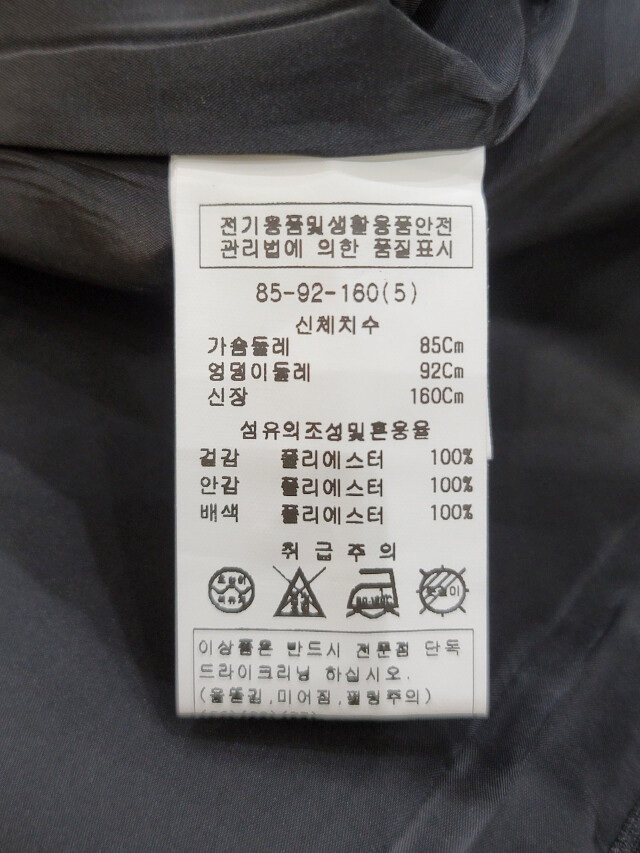 전기용품및생활용품안전
관리법에 의한 품질표시
85-92-160(5)
신체치수
가슴둘레 85Cm
엉덩이둘레 92Cm
신장 160Cm
섬유의조성및혼용율
겉감 폴리에스터 100%
안감 폴리에스터 100%
배색 폴리에스터 100%
취급주의
드라이
80-120℃
이상품은 반드시 전문점 단독
드라이크리닝 하십시오.
(올뜯김,미어짐,필링주의)